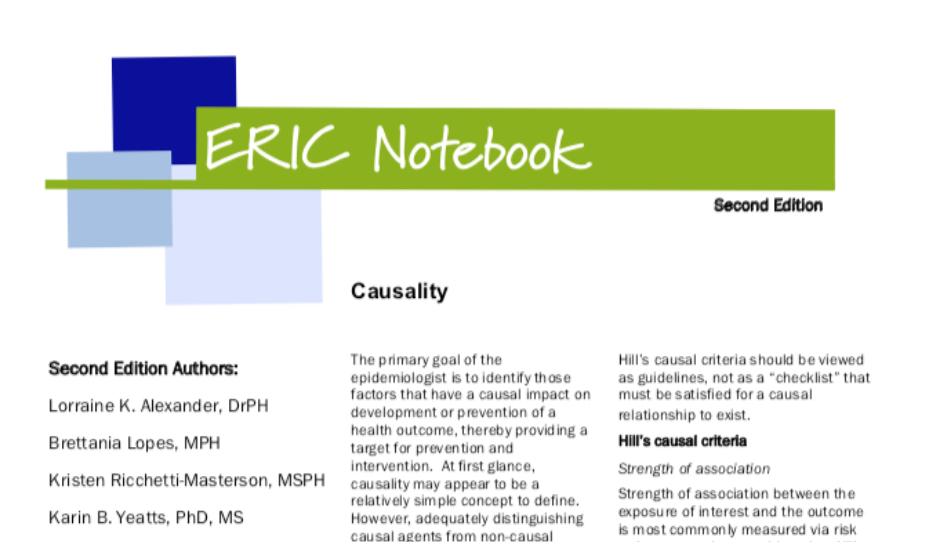 ERIC Notebook
Second Edition
Causality
Second Edition Authors:
Lorraine K. Alexander, DrPH
Brettania Lopes, MPH
Kristen Ricchetti-Masterson, MSPH
Karin B. Yeatts, PhD, MS
The primary goal of the
epidemiologist is to identify those
factors that have a causal impact on
development or prevention of a
health outcome, thereby providing a
target for prevention and
intervention. At first glance,
causality may appear to be a
relatively simple concept to define.
However, adequately distinguishing
causal agents from non-causal
Hill's causal criteria should be viewed
as guidelines, not as a “checklist” that
must be satisfied for a causal
relationship to exist.
Hill's causal criteria
Strength of association
Strength of association between the
exposure of interest and the outcome
is most commonly measured via risk